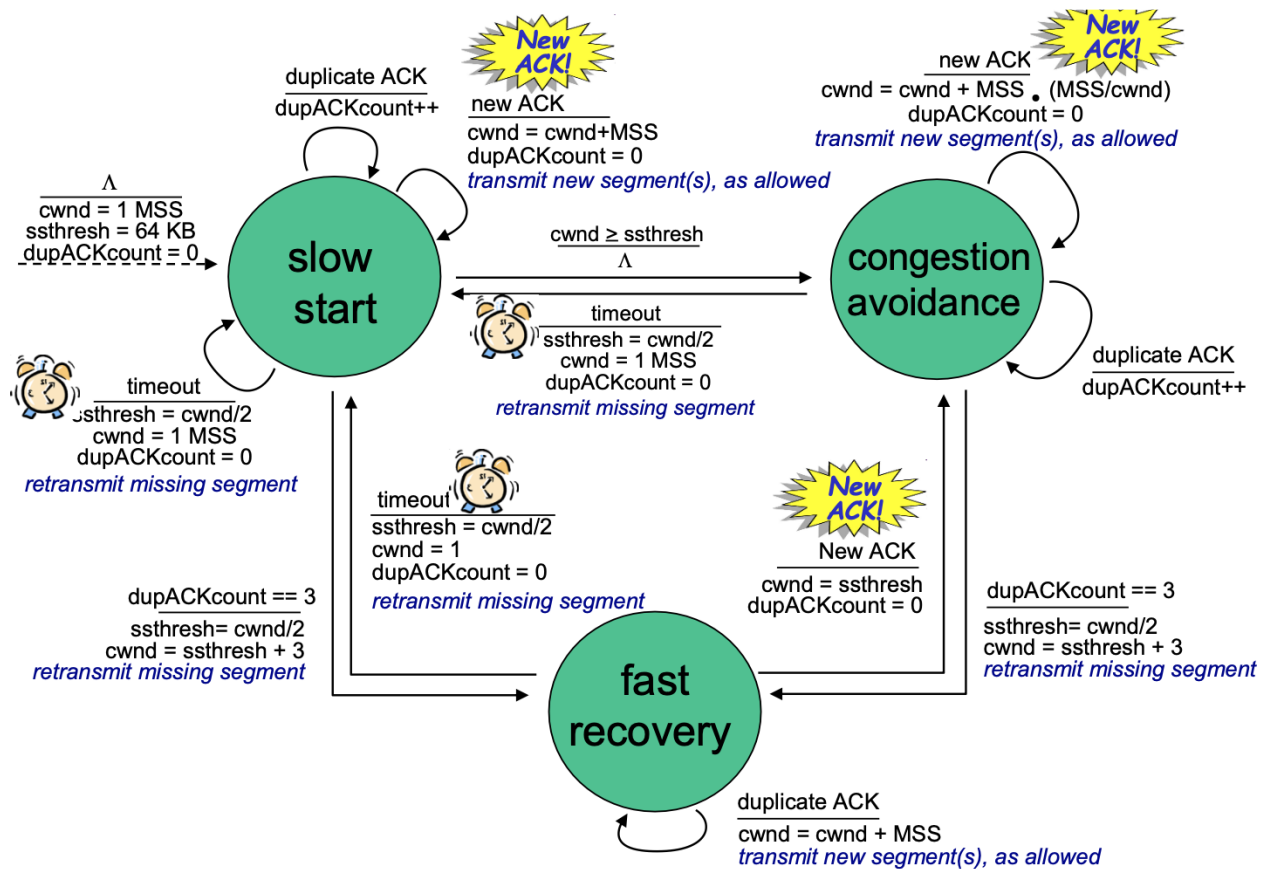 New
ACK!
duplicate ACK
dupACKcount++
new ACK
cwnd = cwnd+MSS
dupACKcount = 0
transmit new segment(s), as allowed
New
ACK!
new ACK
cwnd = cwnd + MSS • (MSS/cwnd)
dupACKcount = 0
transmit new segment(s), as allowed
Λ
cwnd = 1 MSS
ssthresh = 64 KB
dupACKcount = 0
slow
start
cwnd ≥ ssthresh
Λ
timeout
ssthresh = cwnd/2
cwnd = 1 MSS
dupACKcount = 0
retransmit missing segment
congestion
avoidance
duplicate ACK
dupACKcount++
timeout
ssthresh = cwnd/2
cwnd = 1 MSS
dupACKcount = 0
retransmit missing segment
timeout
ssthresh = cwnd/2
cwnd = 1
dupACKcount = 0
retransmit missing segment
New
ACK!
New ACK
cwnd = ssthresh
dupACKcount = 0
dupACKcount == 3
ssthresh= cwnd/2
cwnd = ssthresh + 3
retransmit missing segment
dupACKcount == 3
ssthresh= cwnd/2
cwnd = ssthresh + 3
retransmit missing segment
fast
recovery
duplicate ACK
cwnd = cwnd + MSS
transmit new segment(s), as allowed